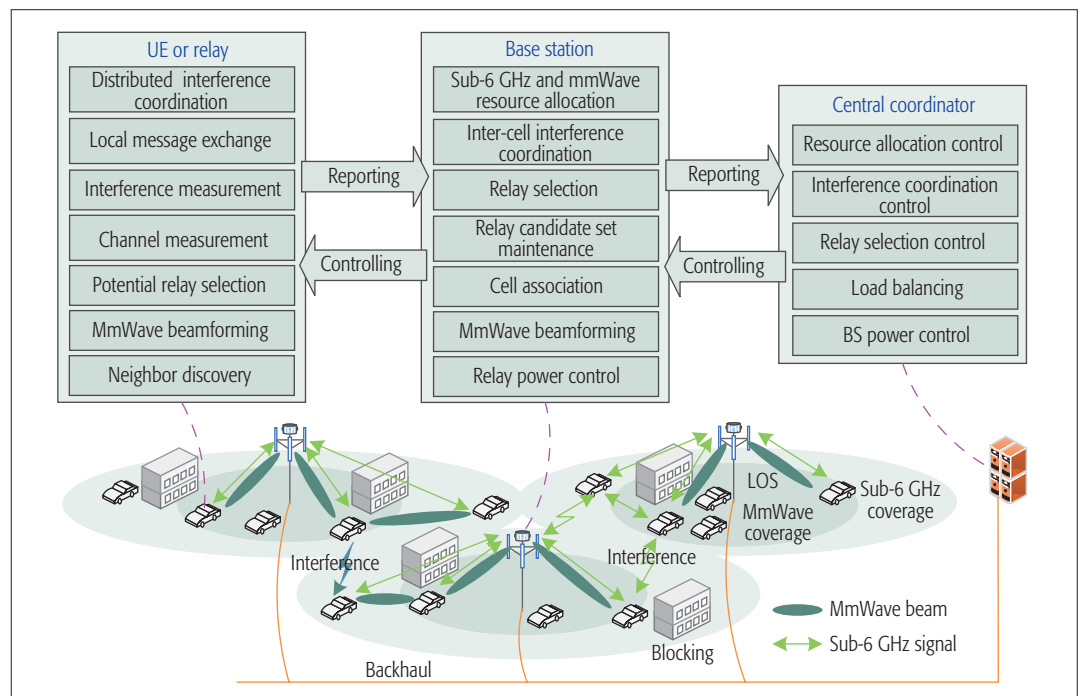 UE or relay
Distributed interference
coordination
Local message exchange
Interference measurement
Channel measurement
Potential relay selection
MmWave beamforming
Neighbor discovery
Reporting
Controlling
Base station
Sub-6 GHz and mmWave
resource allocation
Inter-cell interference
coordination
Relay selection
Relay candidate set
maintenance
Cell association
MmWave beamforming
Relay power control
Reporting
Controlling
Central coordinator
Resource allocation control
Interference coordination
control
Relay selection control
Load balancing
BS power control
LOS
MmWave
coverage
Sub-6 GHz
coverage
Interference
Interference
Blocking
Backhaul
MmWave beam
Sub-6 GHz signal